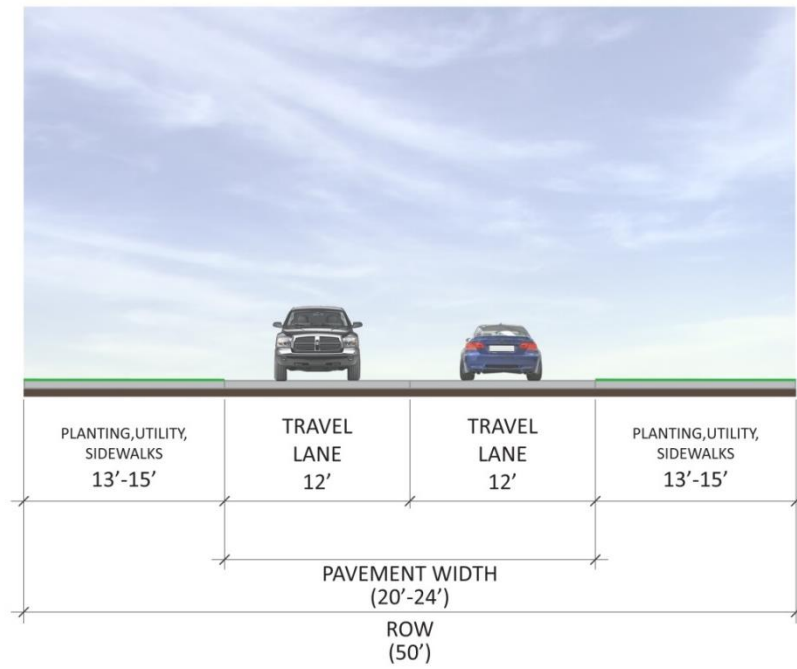 PLANTING,UTILITY,
SIDEWALKS
13'-15'
TRAVEL
LANE
12'
TRAVEL
LANE
12'
PLANTING,UTILITY,
SIDEWALKS
13'-15'
PAVEMENT WIDTH
(20'-24')
ROW
(50')